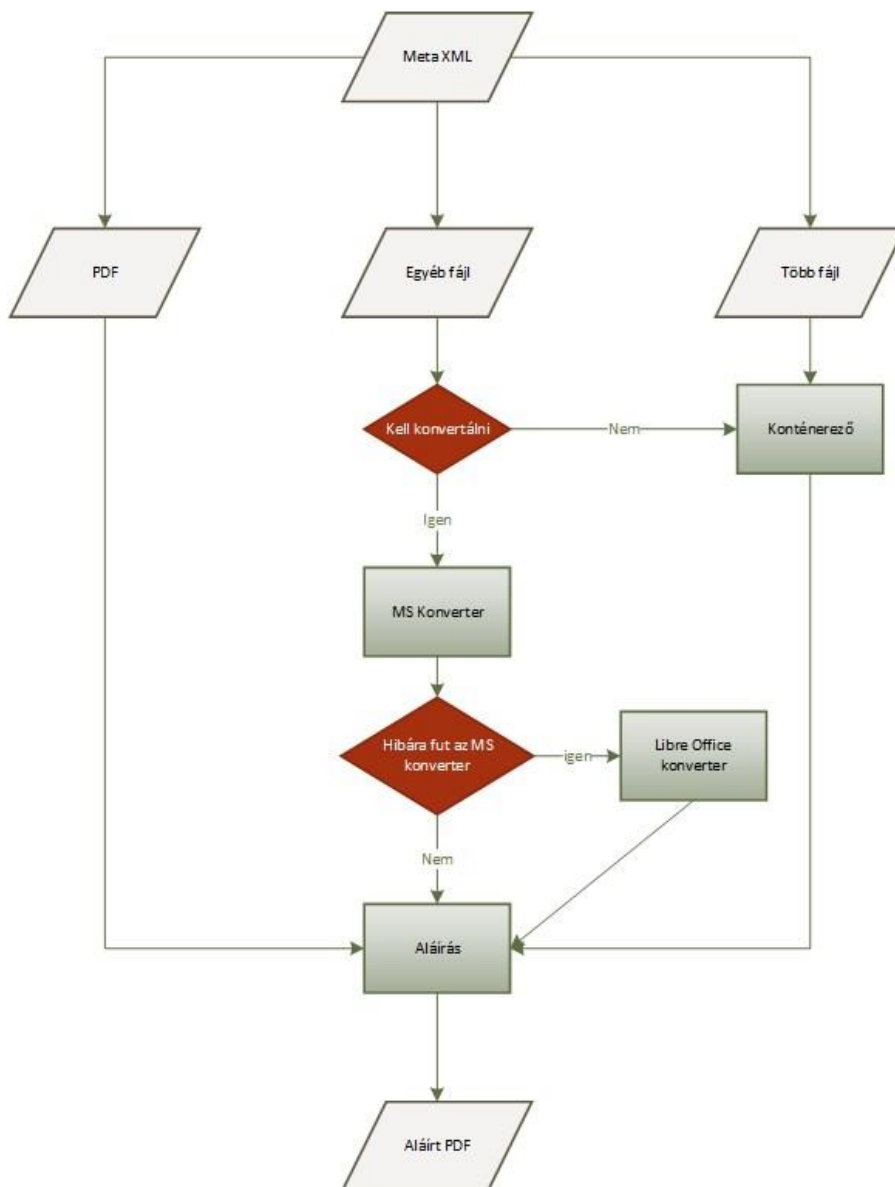 Meta XML
PDF
Egyéb fájl
Több fájl
Kell konvertálni
Nem
Konténerező
Igen
MS Konverter
Hibára fut az MS
konverter
igen
Libre Office
konverter
Nem
Aláírás
Aláírt PDF